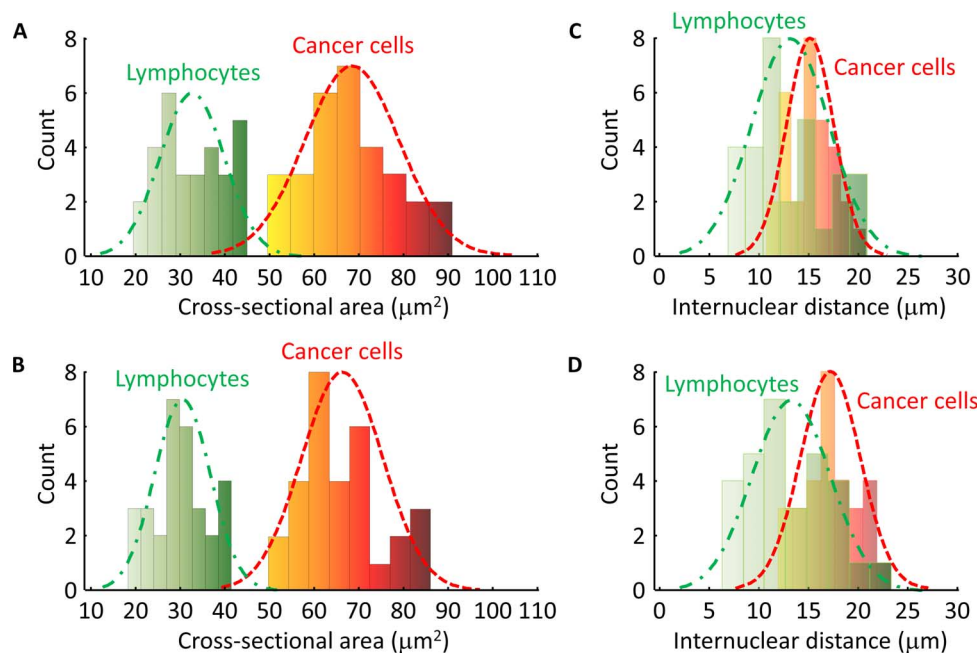 A
Lymphocytes
Cancer cells
Count
8
6
4
2
0
10 20 30 40 50 60 70 80 90 100 110
Cross-sectional area (μm²)
B
Lymphocytes
Cancer cells
Count
8
6
4
2
0
10 20 30 40 50 60 70 80 90 100 110
Cross-sectional area (μm²)
C
Lymphocytes
Cancer cells
Count
8
6
4
2
0
0 5 10 15 20 25 30
Internuclear distance (μm)
D
Lymphocytes
Cancer cells
Count
8
6
4
2
0
0 5 10 15 20 25 30
Internuclear distance (μm)